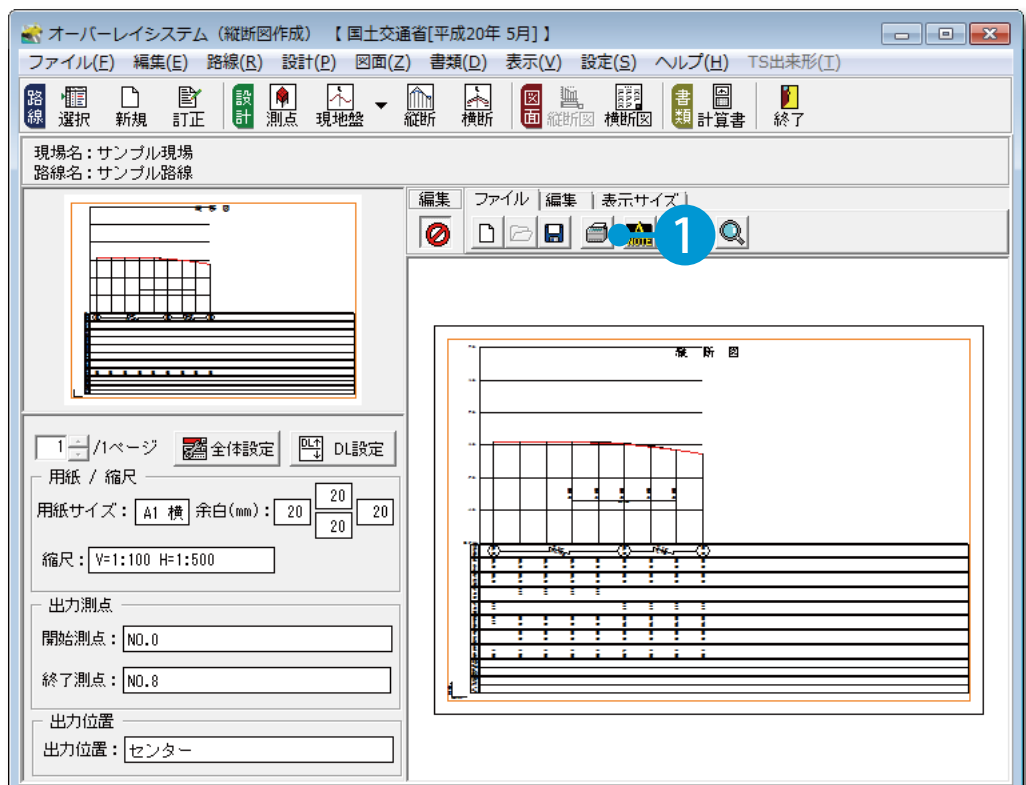 オーバーレイシステム（縦断図作成） 【 国土交通省[平成20年 5月] 】
ファイル(F) 編集(E) 路線(R) 設計(P) 図面(Z) 書類(D) 表示(V) 設定(S) ヘルプ(H) TS出来形(T)
路線 選択 新規 訂正 設計 測点 現地盤 縦断 横断 図面 縦断図 横断図 書類 計算書 終了
現場名：サンプル現場
路線名：サンプル路線
編集 ファイル 編集 表示サイズ
1
縦断図
縦断図
1 /1ページ 全体設定 DL↑ DL設定
用紙 / 縮尺
用紙サイズ： A1 横 余白(mm)： 20 20 20 20
縮尺： V=1:100 H=1:500
出力測点
開始測点： NO.0
終了測点： NO.8
出力位置
出力位置： センター